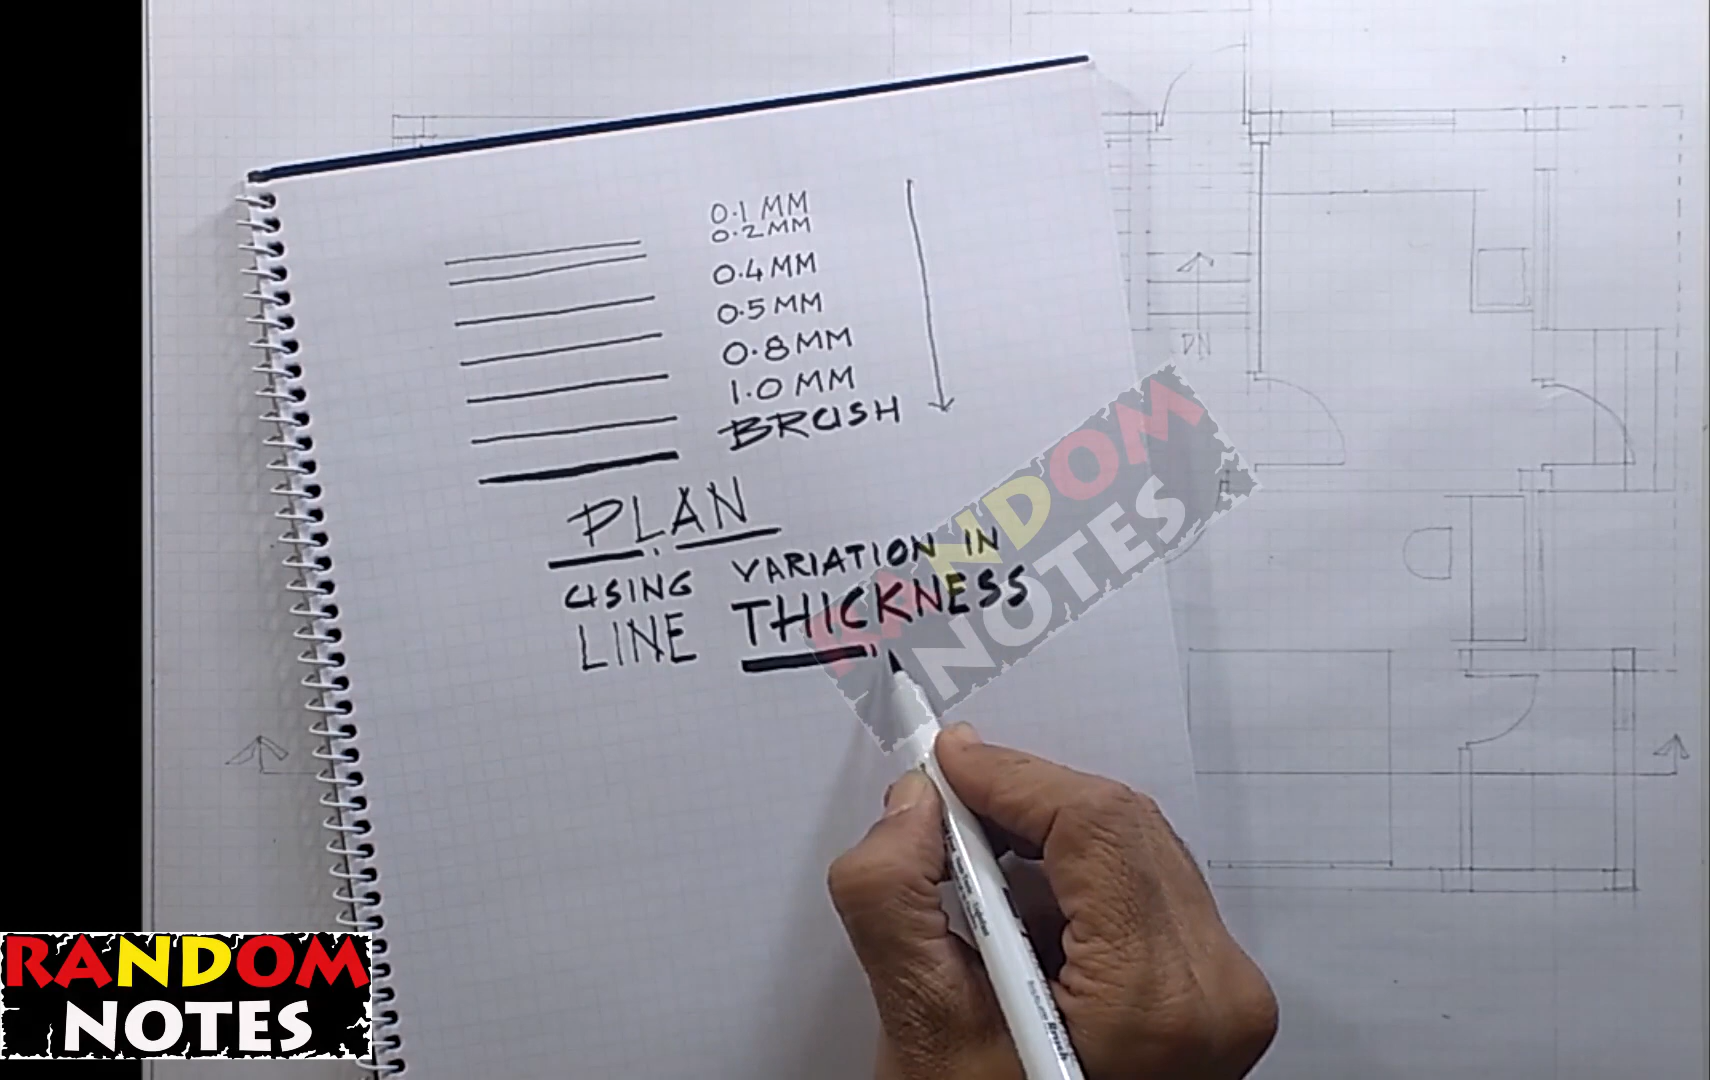 0.1 MM
0.2 MM
0.4 MM
0.5 MM
0.8 MM
1.0 MM
BRUSH
PLAN
USING VARIATION IN
LINE THICKNESS
DN
RANDOM
NOTES
RANDOM
NOTES
Brush